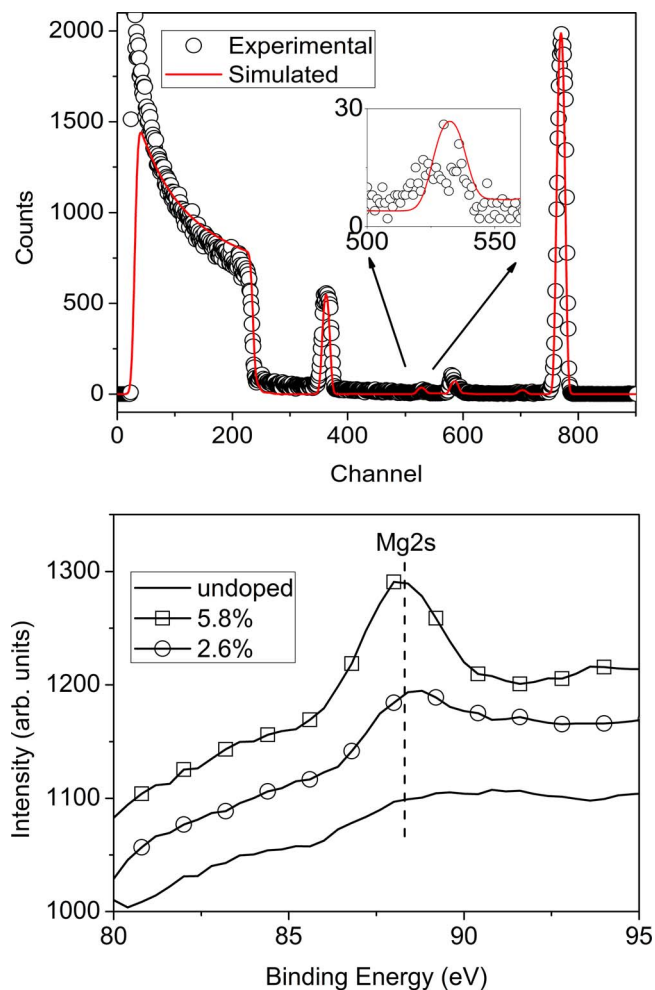 2000
1500
1000
500
0
Counts
Experimental
Simulated
30
0
500 550
0 200 400 600 800
Channel
Mg2s
1300
1200
1100
1000
Intensity (arb. units)
undoped
5.8%
2.6%
80 85 90 95
Binding Energy (eV)